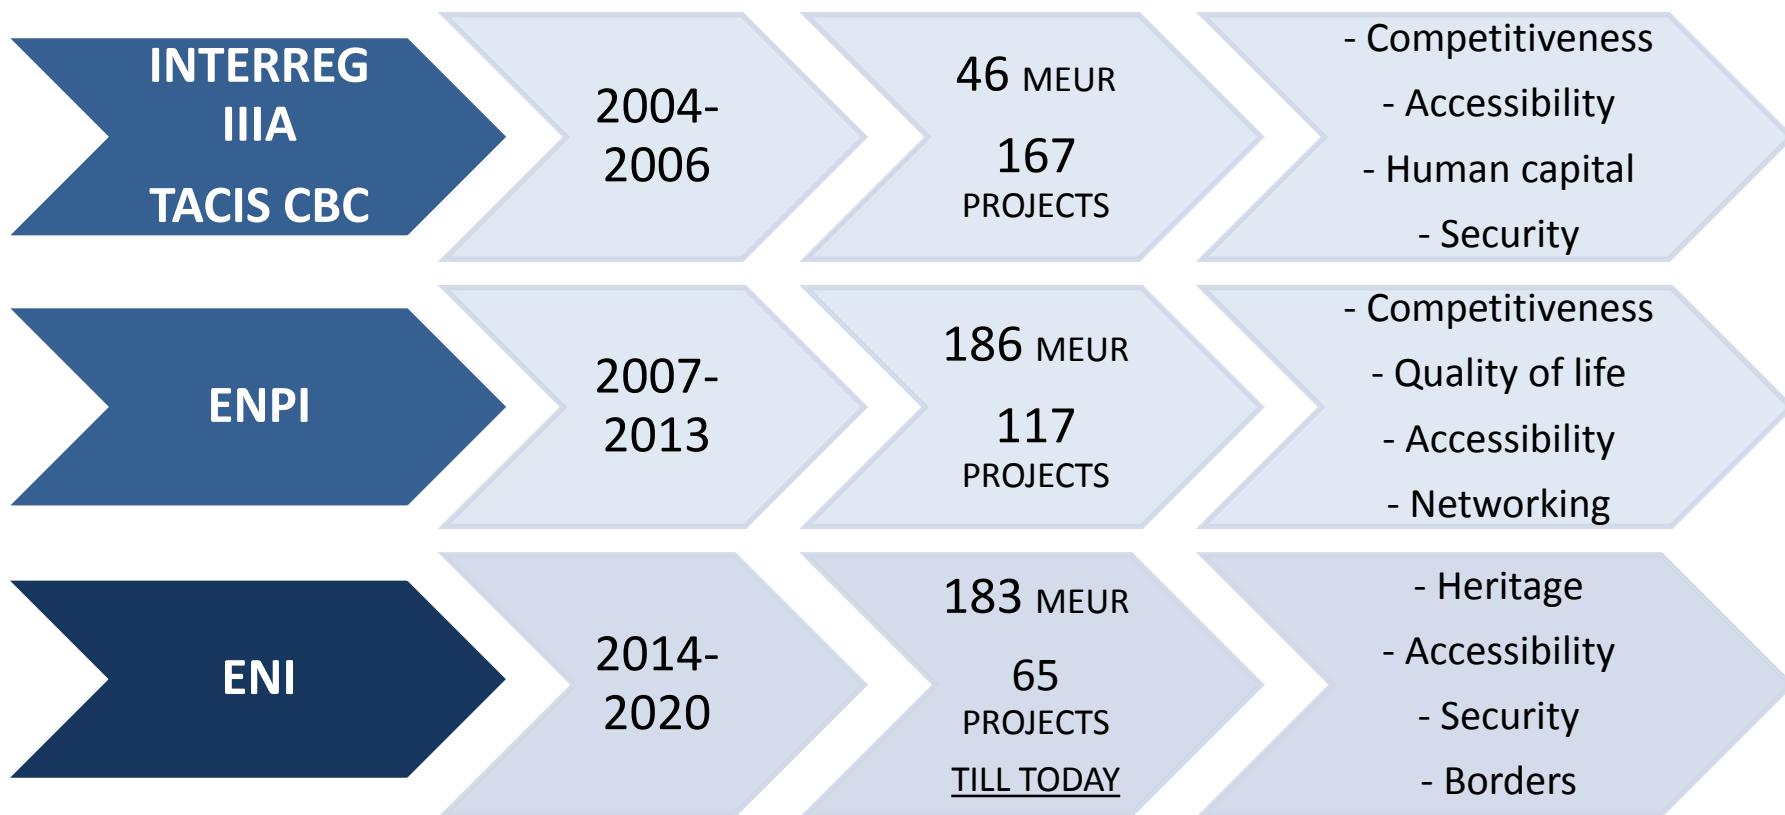 INTERREG
IIIA
TACIS CBC
2004-
2006
46 MEUR
167
PROJECTS
- Competitiveness
- Accessibility
- Human capital
- Security
ENPI
2007-
2013
186 MEUR
117
PROJECTS
- Competitiveness
- Quality of life
- Accessibility
- Networking
ENI
2014-
2020
183 MEUR
65
PROJECTS
TILL TODAY
- Heritage
- Accessibility
- Security
- Borders